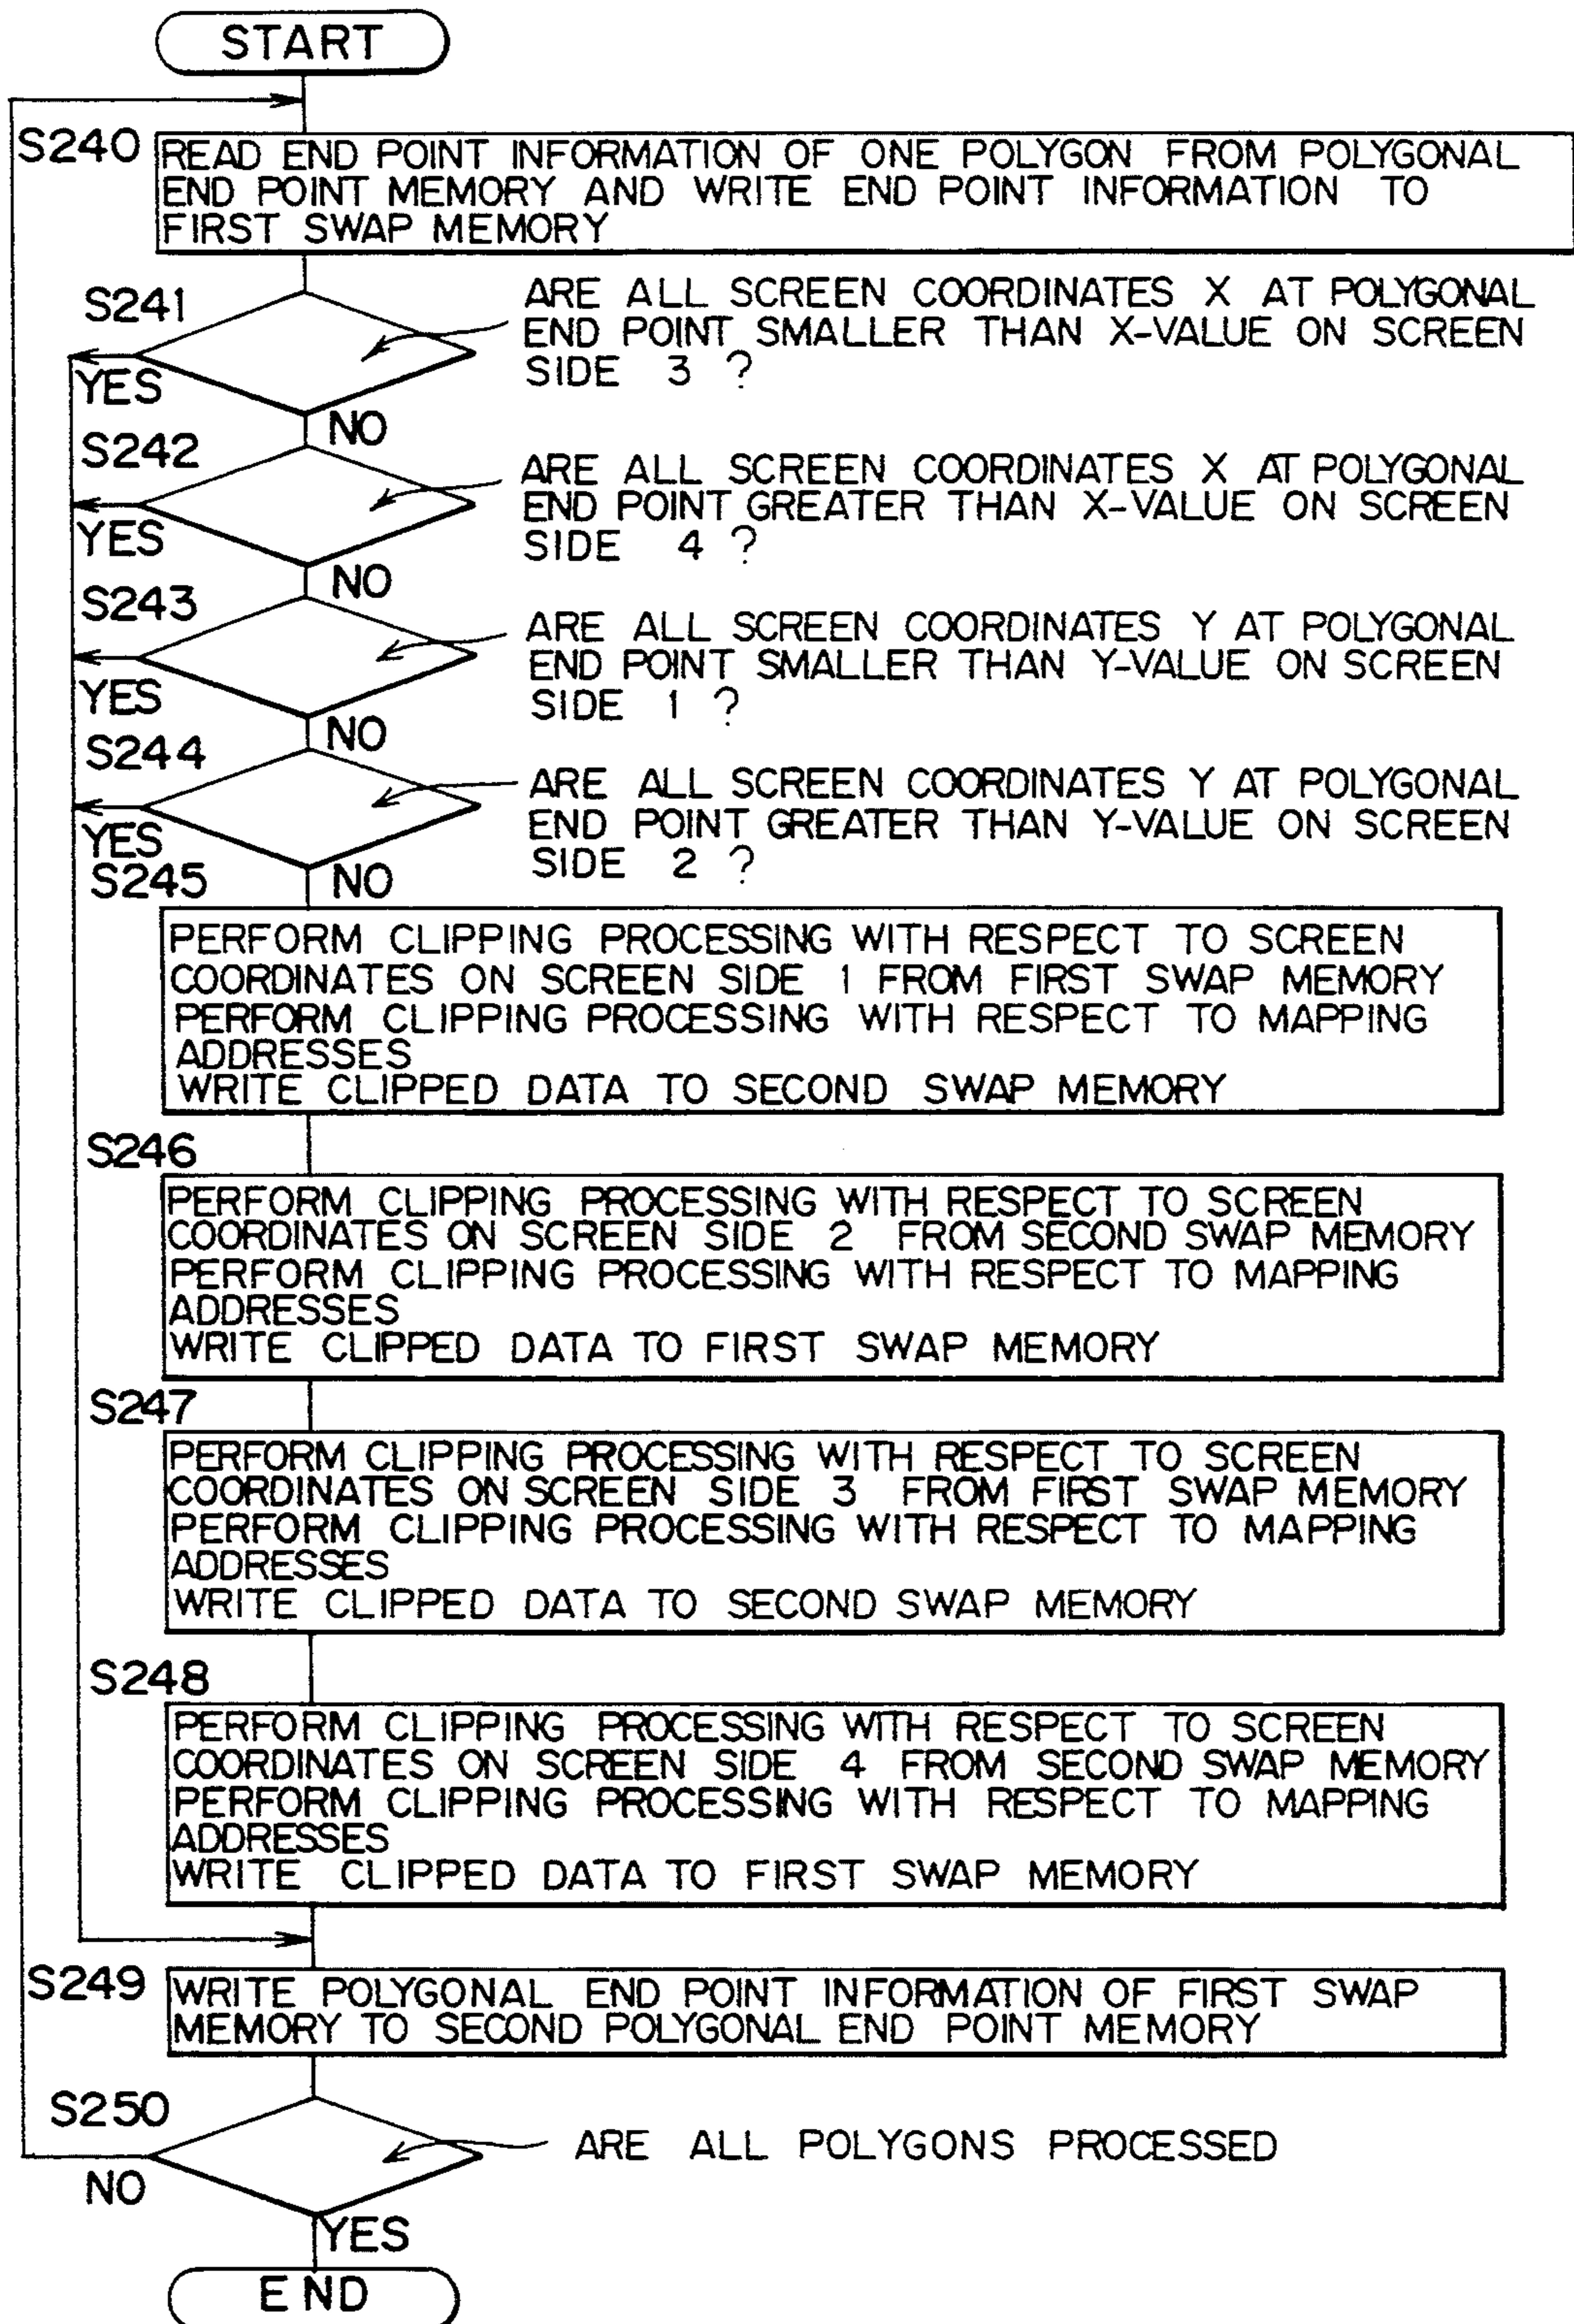 START
S240
READ END POINT INFORMATION OF ONE POLYGON FROM POLYGONAL
END POINT MEMORY AND WRITE END POINT INFORMATION TO
FIRST SWAP MEMORY
S241
ARE ALL SCREEN COORDINATES X AT POLYGONAL
END POINT SMALLER THAN X-VALUE ON SCREEN
SIDE 3 ?
YES
NO
S242
ARE ALL SCREEN COORDINATES X AT POLYGONAL
END POINT GREATER THAN X-VALUE ON SCREEN
SIDE 4 ?
YES
NO
S243
ARE ALL SCREEN COORDINATES Y AT POLYGONAL
END POINT SMALLER THAN Y-VALUE ON SCREEN
SIDE 1 ?
YES
NO
S244
ARE ALL SCREEN COORDINATES Y AT POLYGONAL
END POINT GREATER THAN Y-VALUE ON SCREEN
SIDE 2 ?
YES
NO
S245
PERFORM CLIPPING PROCESSING WITH RESPECT TO SCREEN
COORDINATES ON SCREEN SIDE 1 FROM FIRST SWAP MEMORY
PERFORM CLIPPING PROCESSING WITH RESPECT TO MAPPING
ADDRESSES
WRITE CLIPPED DATA TO SECOND SWAP MEMORY
S246
PERFORM CLIPPING PROCESSING WITH RESPECT TO SCREEN
COORDINATES ON SCREEN SIDE 2 FROM SECOND SWAP MEMORY
PERFORM CLIPPING PROCESSING WITH RESPECT TO MAPPING
ADDRESSES
WRITE CLIPPED DATA TO FIRST SWAP MEMORY
S247
PERFORM CLIPPING PROCESSING WITH RESPECT TO SCREEN
COORDINATES ON SCREEN SIDE 3 FROM FIRST SWAP MEMORY
PERFORM CLIPPING PROCESSING WITH RESPECT TO MAPPING
ADDRESSES
WRITE CLIPPED DATA TO SECOND SWAP MEMORY
S248
PERFORM CLIPPING PROCESSING WITH RESPECT TO SCREEN
COORDINATES ON SCREEN SIDE 4 FROM SECOND SWAP MEMORY
PERFORM CLIPPING PROCESSING WITH RESPECT TO MAPPING
ADDRESSES
WRITE CLIPPED DATA TO FIRST SWAP MEMORY
S249
WRITE POLYGONAL END POINT INFORMATION OF FIRST SWAP
MEMORY TO SECOND POLYGONAL END POINT MEMORY
S250
ARE ALL POLYGONS PROCESSED
NO
YES
END